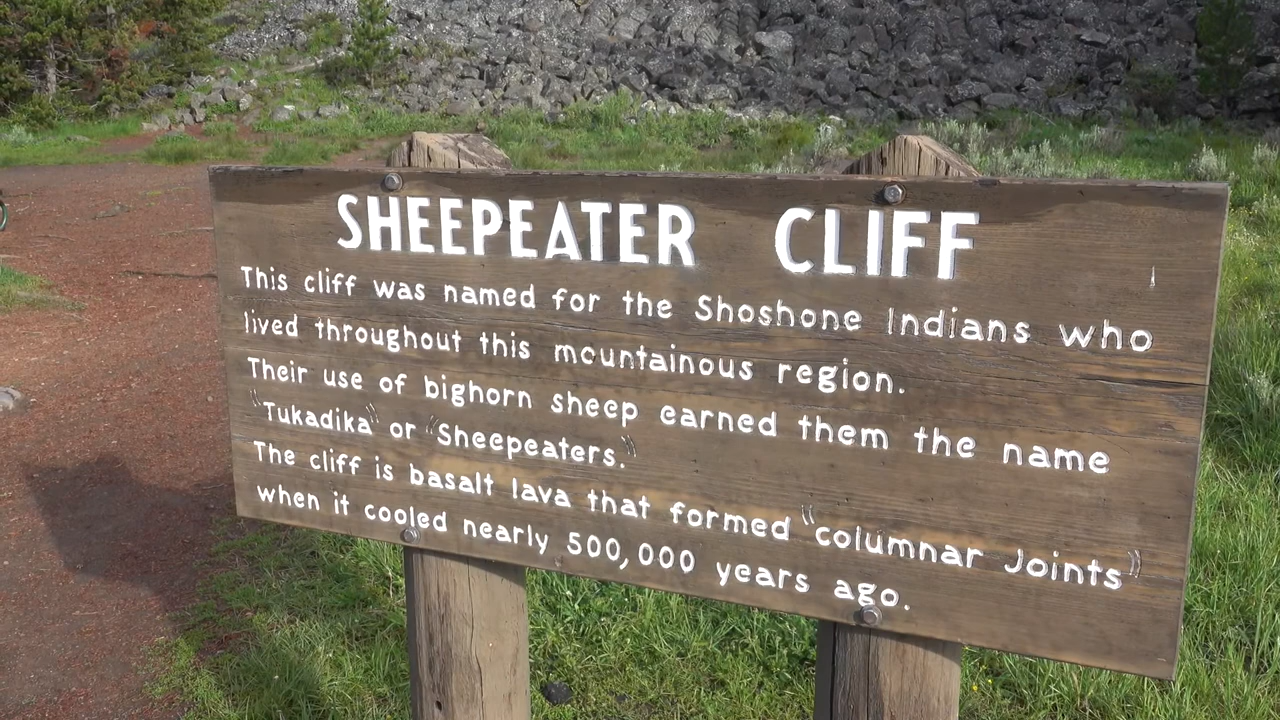 SHEEPEATER CLIFF
This cliff was named for the Shoshone Indians who
lived throughout this mountainous region.
Their use of bighorn sheep earned them the name
"Tukadika" or "Sheepeaters."
The cliff is basalt lava that formed "columnar Joints"
when it cooled nearly 500,000 years ago.